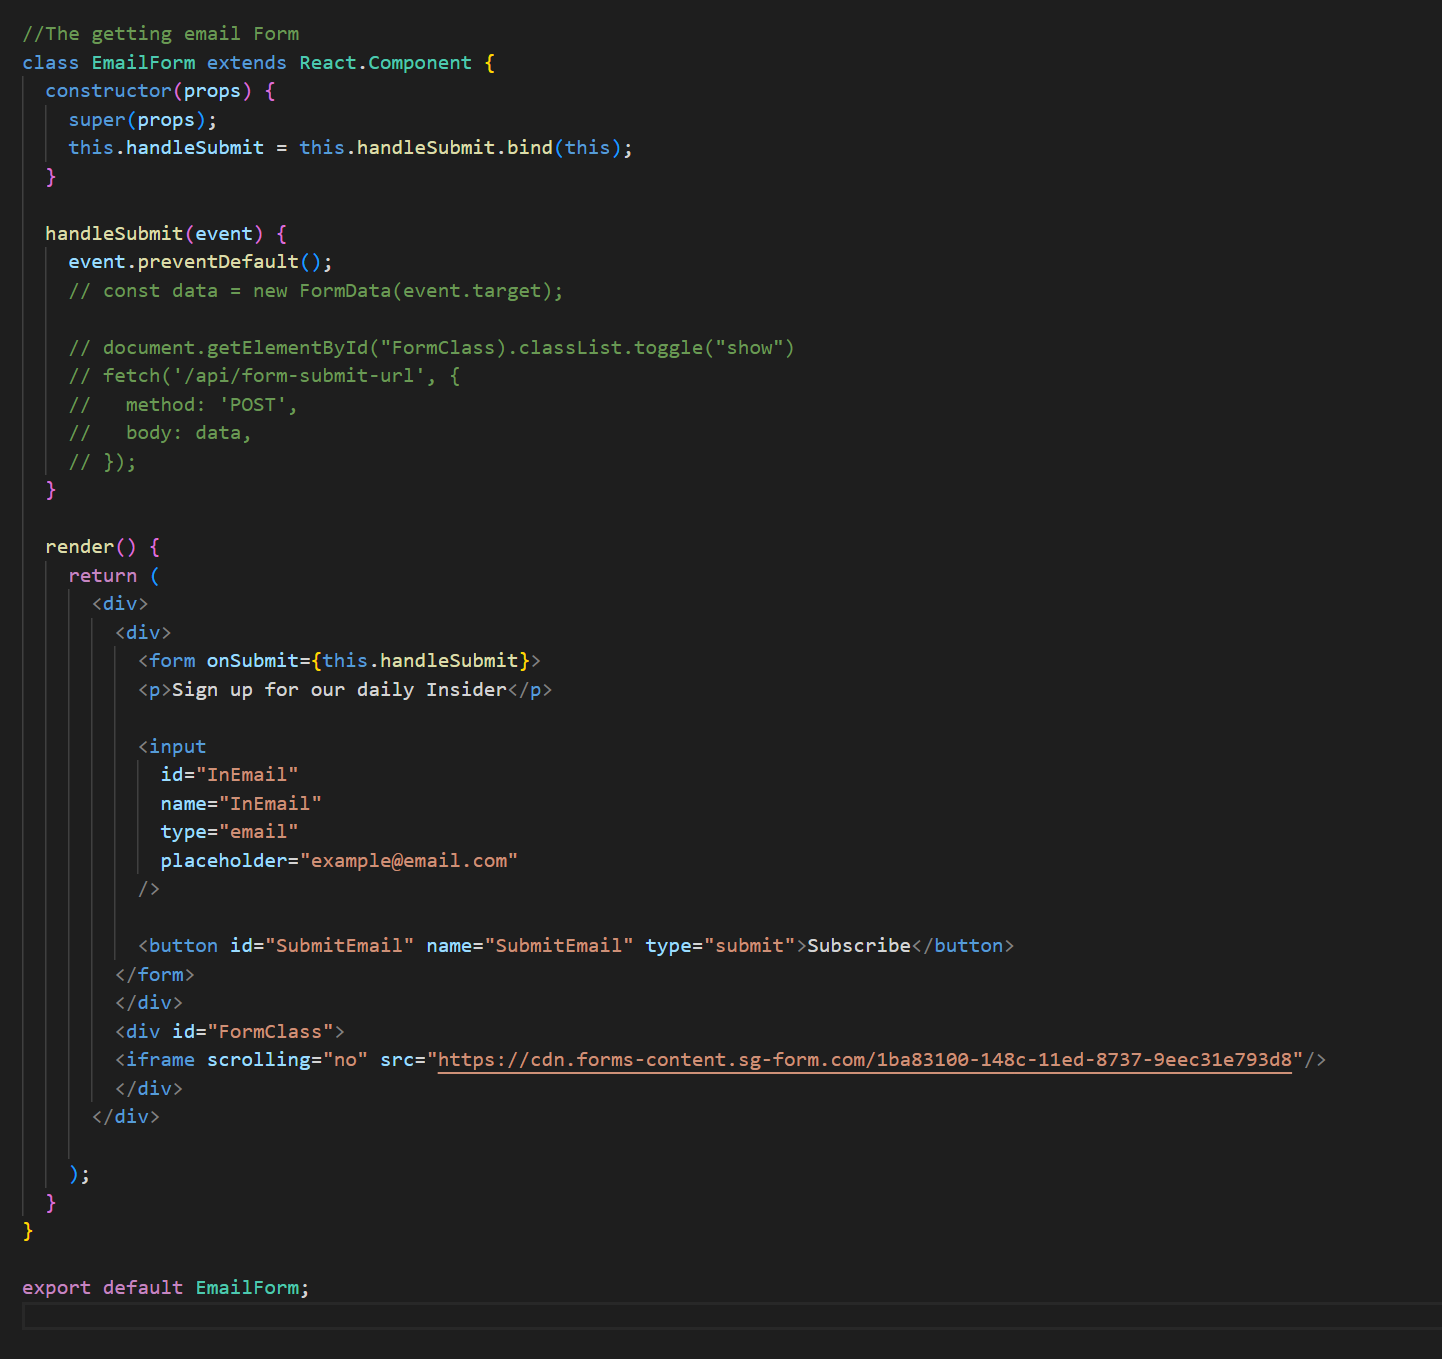 //The getting email Form
class EmailForm extends React.Component {
  constructor(props) {
    super(props);
    this.handleSubmit = this.handleSubmit.bind(this);
  }

  handleSubmit(event) {
    event.preventDefault();
    // const data = new FormData(event.target);

    // document.getElementById("FormClass).classList.toggle("show")
    // fetch('/api/form-submit-url', {
    //   method: 'POST',
    //   body: data,
    // });
  }

  render() {
    return (
      <div>
        <div>
          <form onSubmit={this.handleSubmit}>
          <p>Sign up for our daily Insider</p>

          <input
            id="InEmail"
            name="InEmail"
            type="email"
            placeholder="example@email.com"
          />

          <button id="SubmitEmail" name="SubmitEmail" type="submit">Subscribe</button>
        </form>
        </div>
        <div id="FormClass">
        <iframe scrolling="no" src="https://cdn.forms-content.sg-form.com/1ba83100-148c-11ed-8737-9eec31e793d8"/>
        </div>
      </div>

    );
  }
}

export default EmailForm;